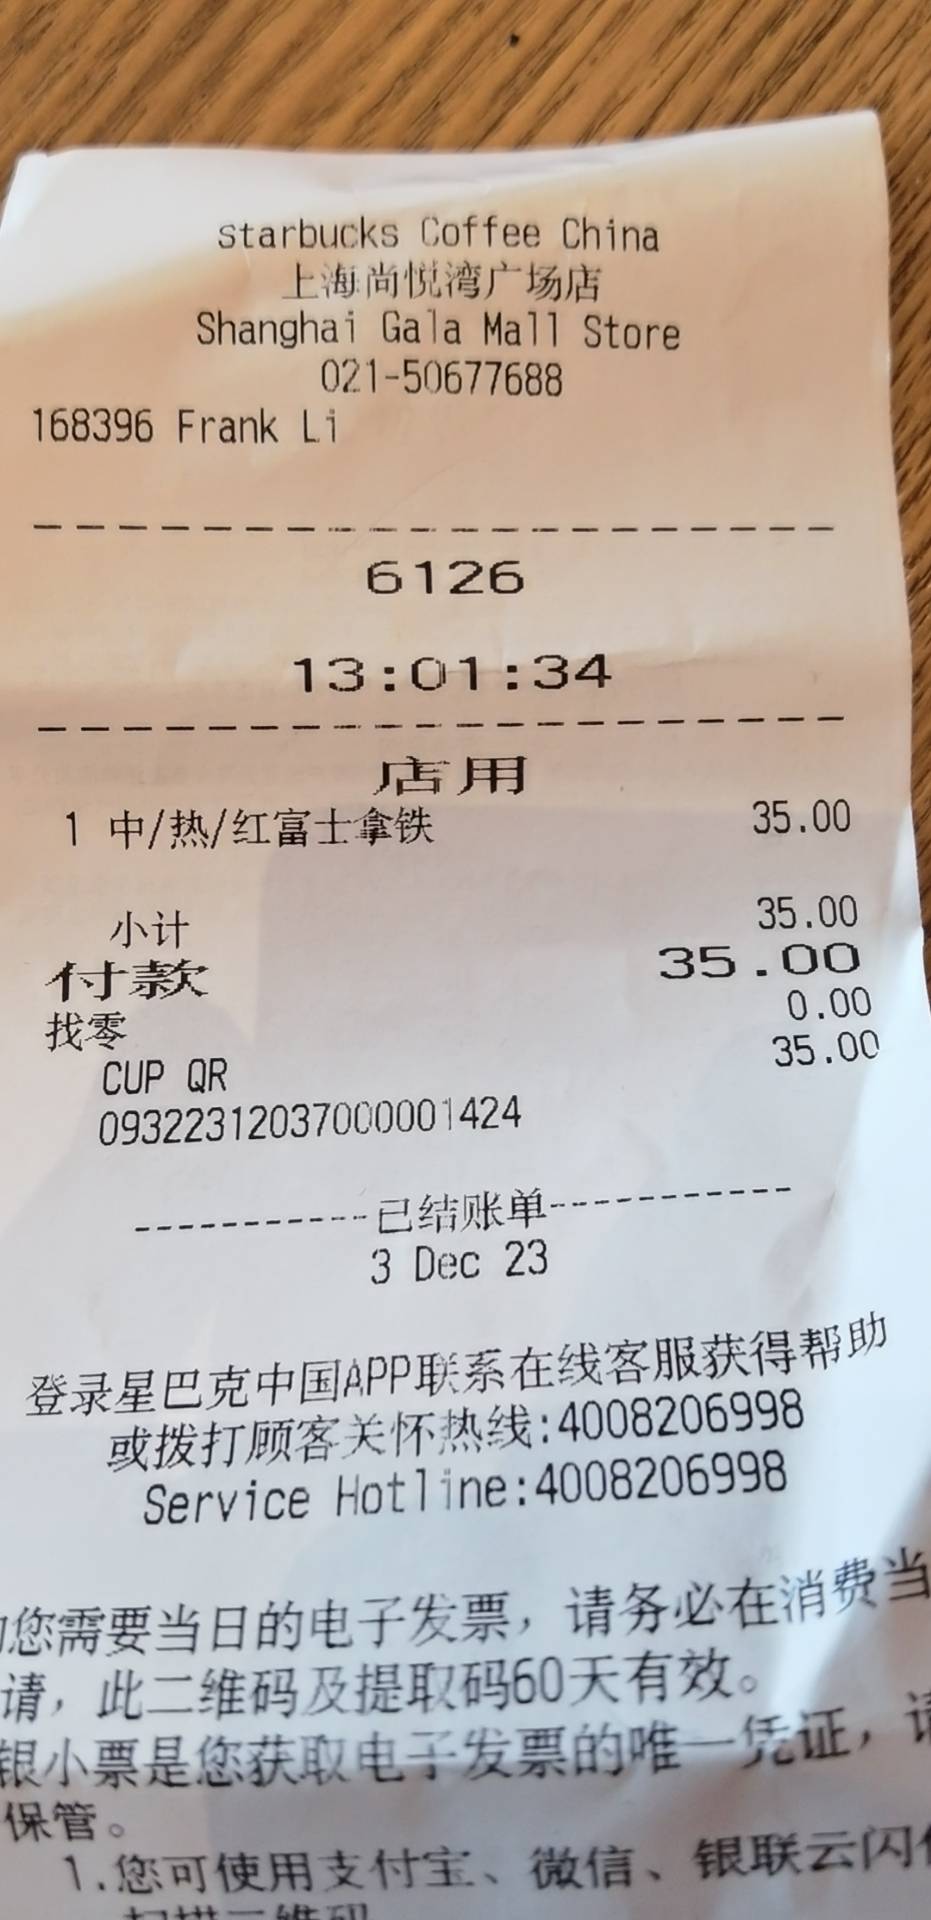 starbucks Coffee China
上海尚悦湾广场店
Shanghai Gala Mall Store
021-50677688
168396 Frank Li
6126
13:01:34
店用
1 中/热/红富士拿铁 35.00
小计 35.00
付款 35.00
找零 0.00
CUP QR 35.00
09322312037000001424
-----------已结账单-----------
3 Dec 23
登录星巴克中国APP联系在线客服获得帮助
或拨打顾客关怀热线:4008206998
Service Hotline:4008206998
您需要当日的电子发票，请务必在消费当
请，此二维码及提取码60天有效。
银小票是您获取电子发票的唯一凭证，请
保管。
1.您可使用支付宝、微信、银联云闪付
扫描二维码